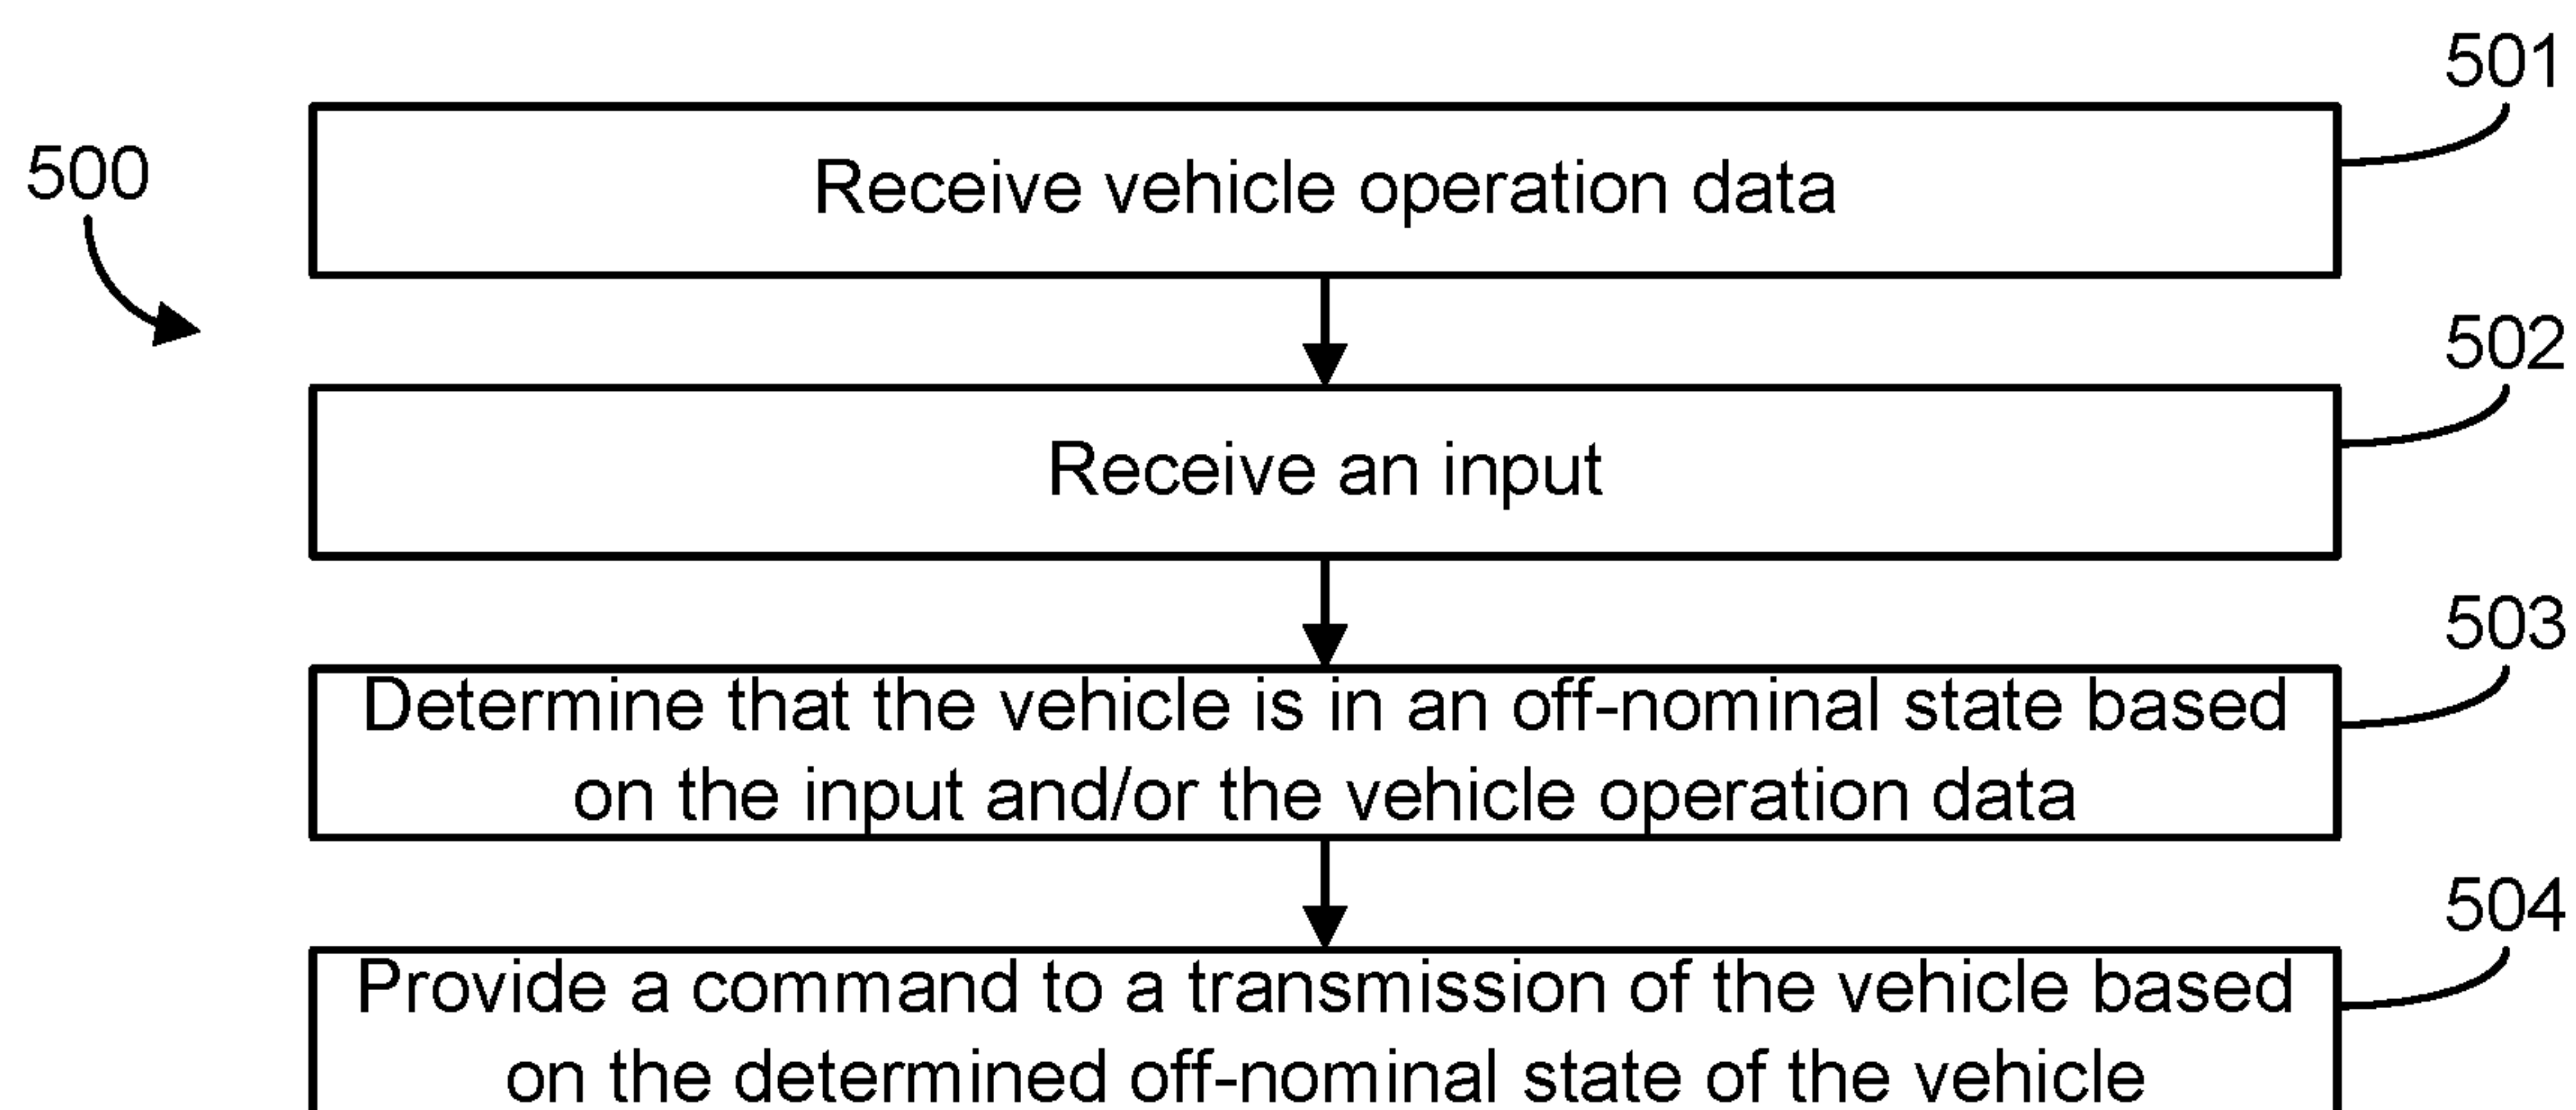 501
500
Receive vehicle operation data
502
Receive an input
503
Determine that the vehicle is in an off-nominal state based
on the input and/or the vehicle operation data
504
Provide a command to a transmission of the vehicle based
on the determined off-nominal state of the vehicle